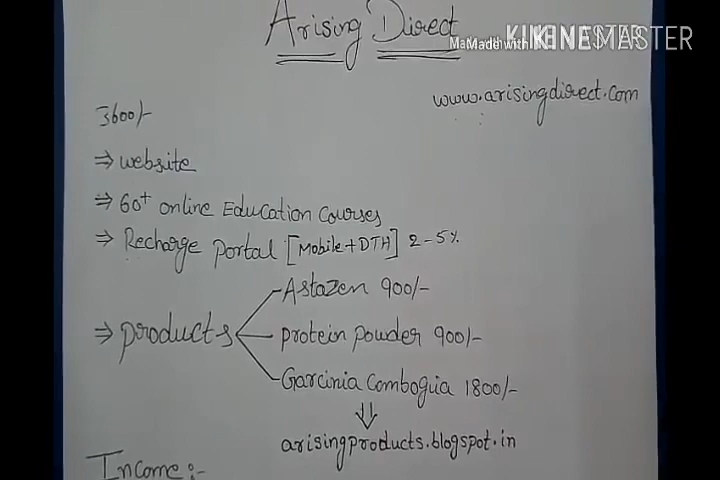 Arising Direct
Made with KINEMASTER
www.arisingdirect.com
3600/-
⇒ website
⇒ 60+ online Education Courses
⇒ Recharge Portal [Mobile + DTH] 2-5%
Astazen 900/-
⇒ products
protein powder 900/-
Garcinia Combogia 1800/-
arisingproducts.blogspot.in
Income:-